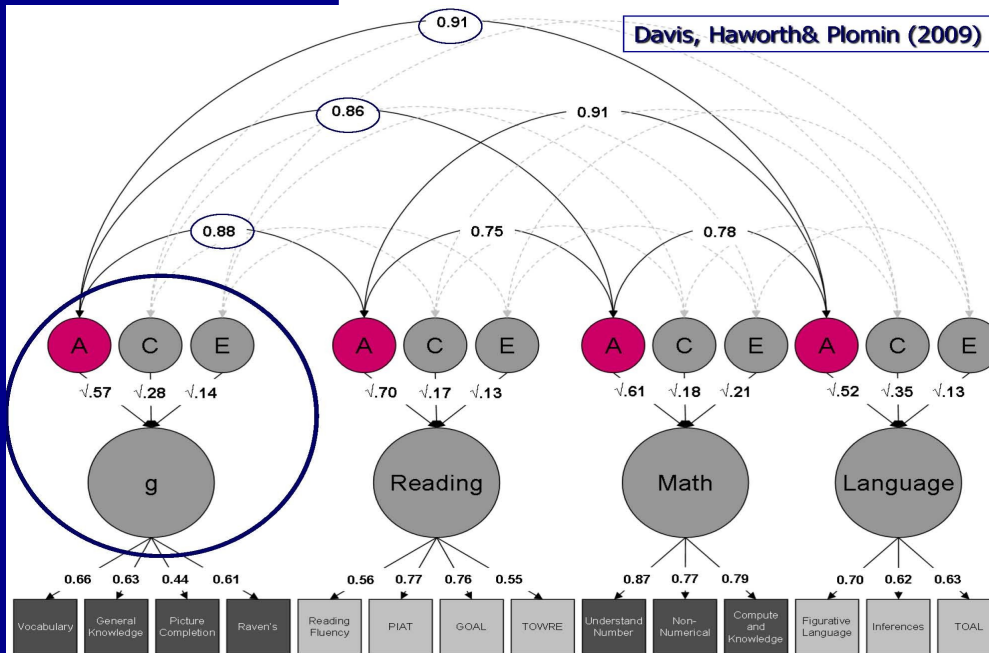 0.91
Davis, Haworth& Plomin (2009)
0.86
0.91
0.88
0.75
0.78
A C E A C E A C E A C E
√.57 √.28 √.14 √.70 √.17 √.13 √.61 √.18 √.21 √.52 √.35 √.13
g Reading Math Language
0.66 0.63 0.44 0.61 0.56 0.77 0.76 0.55 0.87 0.77 0.79 0.70 0.62 0.63
Vocabulary
General
Knowledge
Picture
Completion
Raven's
Reading
Fluency
PIAT
GOAL
TOWRE
Understand
Number
Non-
Numerical
Compute
and
Knowledge
Figurative
Language
Inferences
TOAL